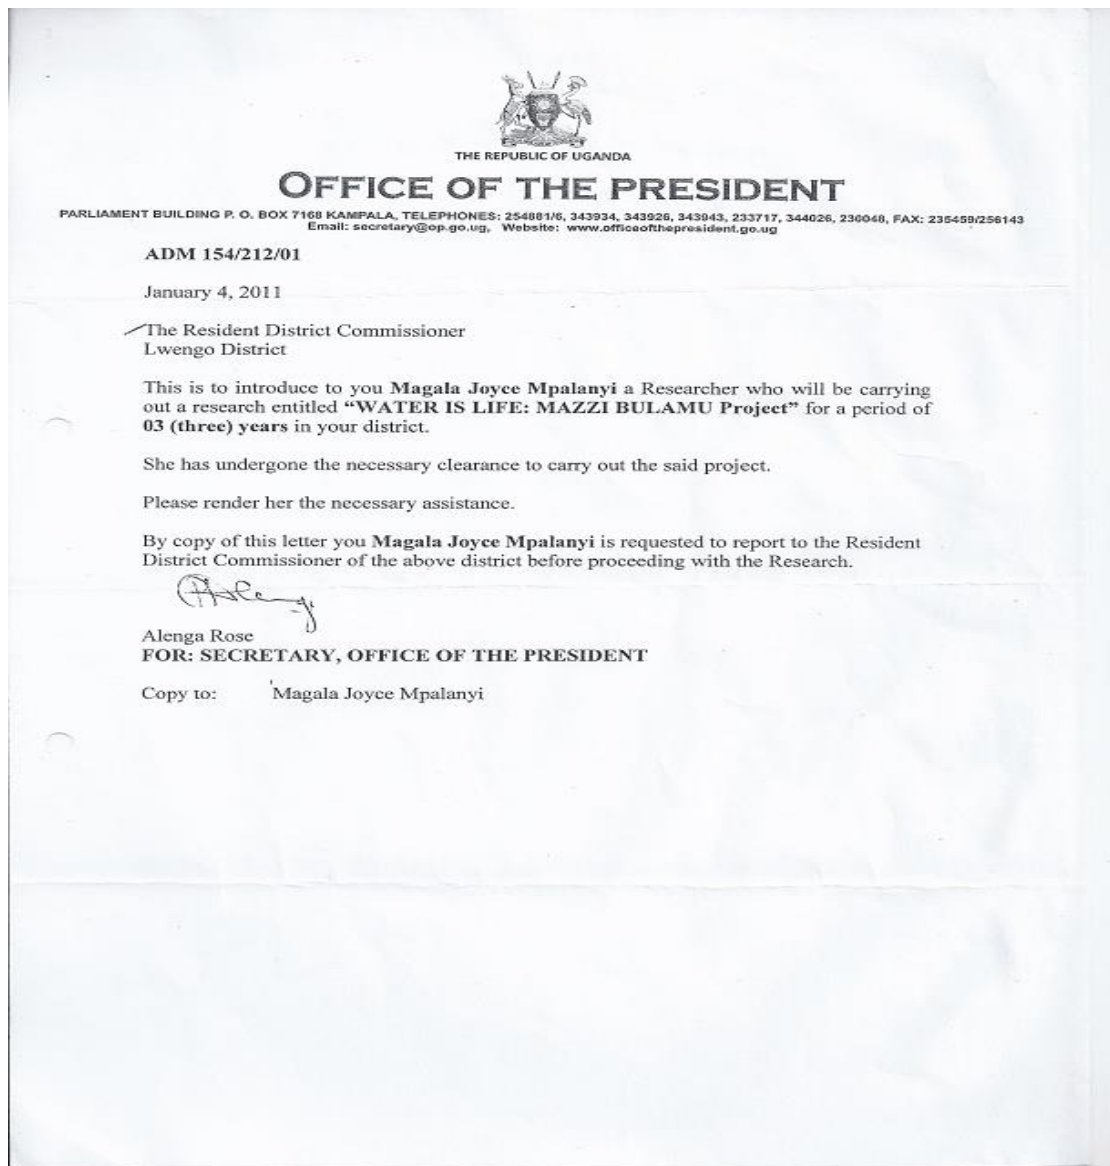 THE REPUBLIC OF UGANDA
OFFICE OF THE PRESIDENT
PARLIAMENT BUILDING P. O. BOX 7168 KAMPALA, TELEPHONES: 254881/6, 343934, 343926, 343943, 233717, 344026, 230048, FAX: 235459/256143
Email: secretary@op.go.ug, Website: www.officeofthepresident.go.ug
ADM 154/212/01
January 4, 2011
The Resident District Commissioner
Lwengo District
This is to introduce to you Magala Joyce Mpalanyi a Researcher who will be carrying
out a research entitled “WATER IS LIFE: MAZZI BULAMU Project” for a period of
03 (three) years in your district.
She has undergone the necessary clearance to carry out the said project.
Please render her the necessary assistance.
By copy of this letter you Magala Joyce Mpalanyi is requested to report to the Resident
District Commissioner of the above district before proceeding with the Research.
Alenga Rose
FOR: SECRETARY, OFFICE OF THE PRESIDENT
Copy to: Magala Joyce Mpalanyi